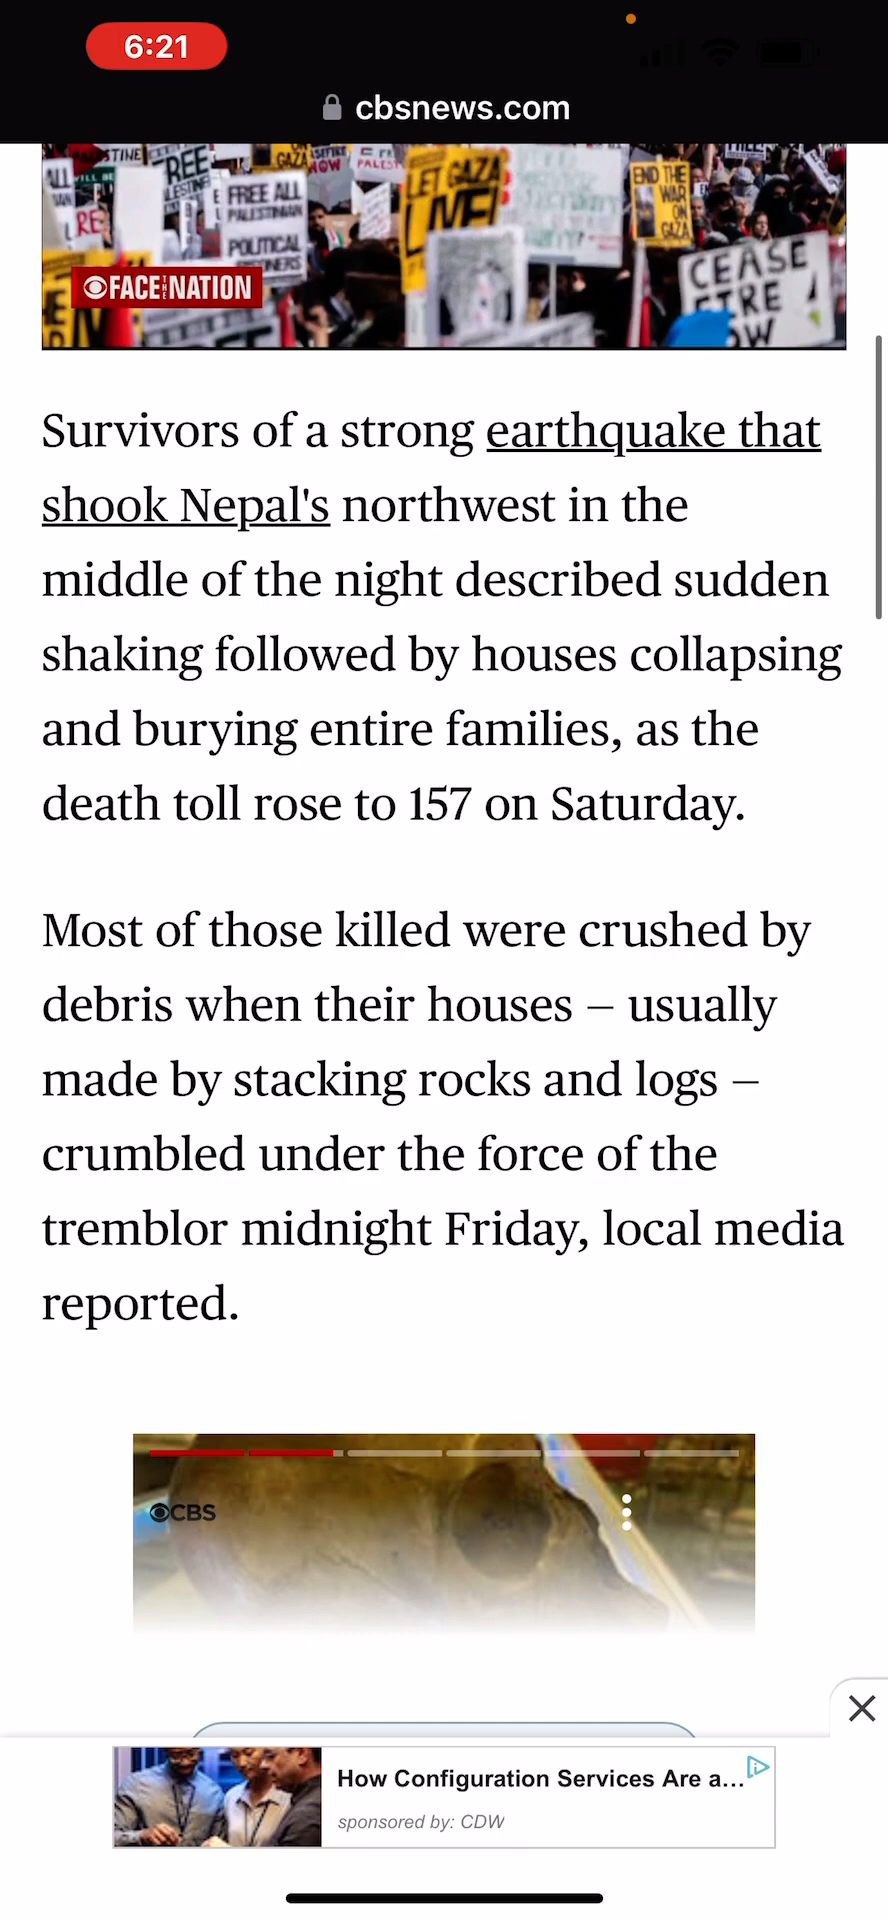 6:21
cbsnews.com
FREE
FREE ALL
PALESTINIAN
POLITICAL
LET GAZA
LIVE!
END THE
WAR
ON
GAZA
CEASE
FIRE
FACE THE NATION
Survivors of a strong earthquake that
shook Nepal's northwest in the
middle of the night described sudden
shaking followed by houses collapsing
and burying entire families, as the
death toll rose to 157 on Saturday.
Most of those killed were crushed by
debris when their houses – usually
made by stacking rocks and logs –
crumbled under the force of the
tremblor midnight Friday, local media
reported.
CBS
How Configuration Services Are a...
sponsored by: CDW